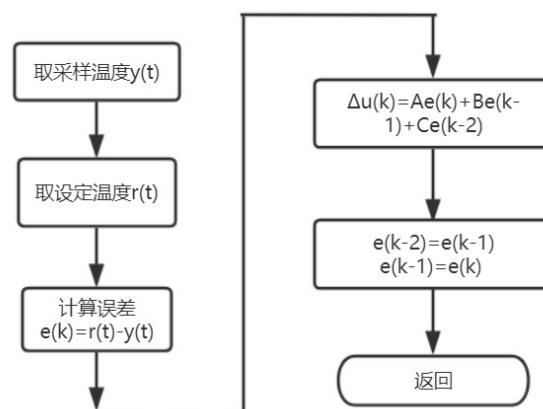 取采样温度y(t)
取设定温度r(t)
计算误差
e(k)=r(t)-y(t)
Δu(k)=Ae(k)+Be(k-
1)+Ce(k-2)
e(k-2)=e(k-1)
e(k-1)=e(k)
返回